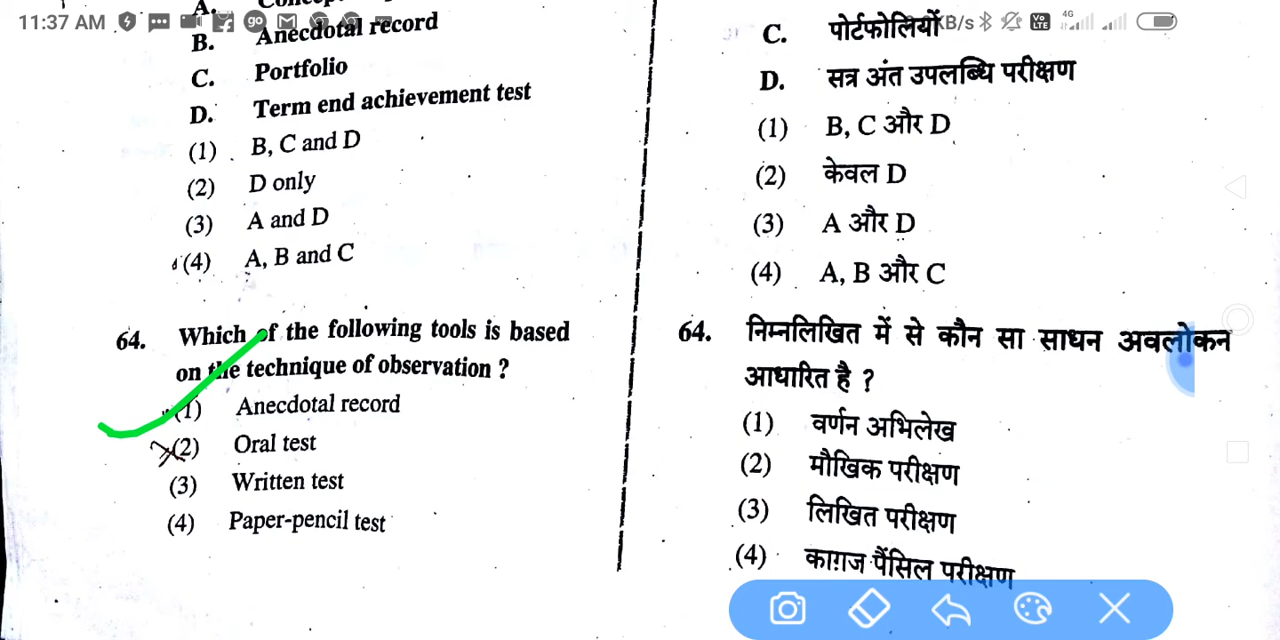 11:37 AM
A.
B. Anecdotal record
C. Portfolio
D. Term end achievement test
(1) B, C and D
(2) D only
(3) A and D
(4) A, B and C
64. Which of the following tools is based
on the technique of observation ?
(1) Anecdotal record
(2) Oral test
(3) Written test
(4) Paper-pencil test
KB/s 4G
C. पोर्टफोलियों
D. सत्र अंत उपलब्धि परीक्षण
(1) B, C और D
(2) केवल D
(3) A और D
(4) A, B और C
64. निम्नलिखित में से कौन सा साधन अवलोकन
आधारित है ?
(1) वर्णन अभिलेख
(2) मौखिक परीक्षण
(3) लिखित परीक्षण
(4) काग़ज पैंसिल परीक्षण